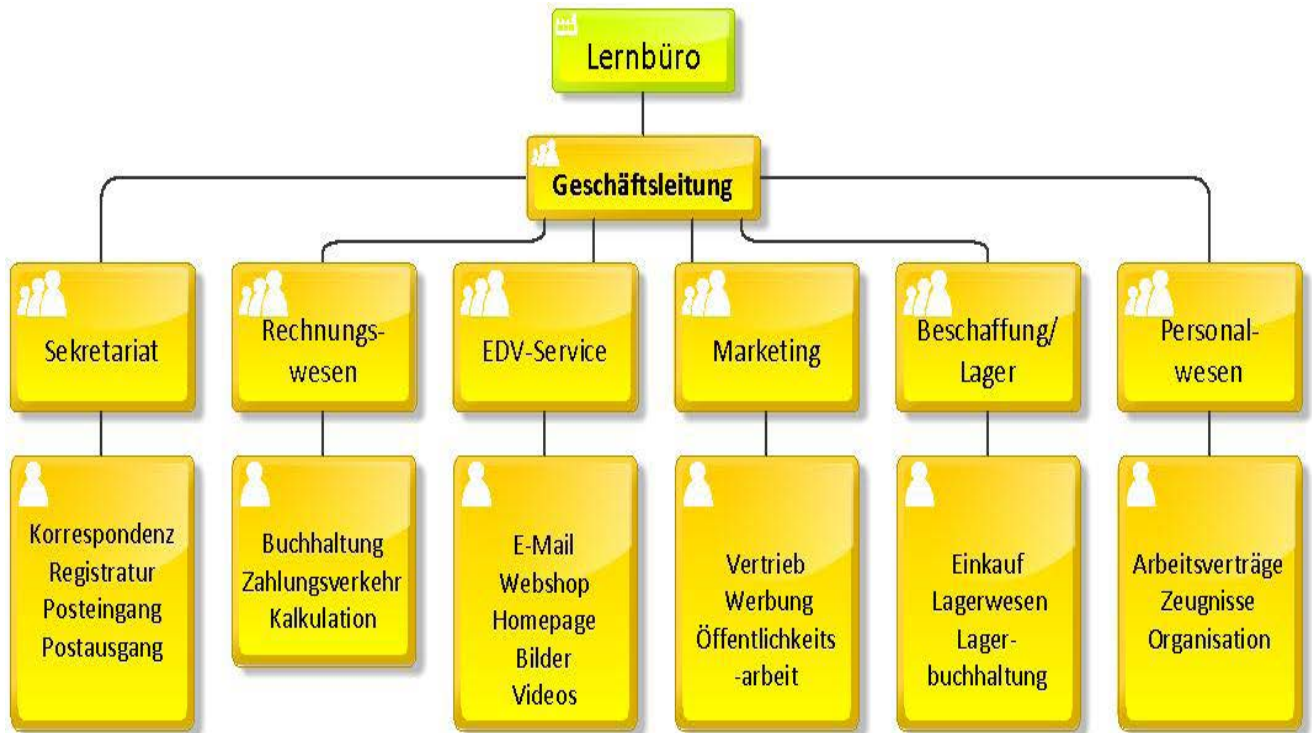 Lernbüro
Geschäftsleitung
Sekretariat
Rechnungs-
wesen
EDV-Service
Marketing
Beschaffung/
Lager
Personal-
wesen
Korrespondenz
Registratur
Posteingang
Postausgang
Buchhaltung
Zahlungsverkehr
Kalkulation
E-Mail
Webshop
Homepage
Bilder
Videos
Vertrieb
Werbung
Öffentlichkeits
-arbeit
Einkauf
Lagerwesen
Lager-
buchhaltung
Arbeitsverträge
Zeugnisse
Organisation